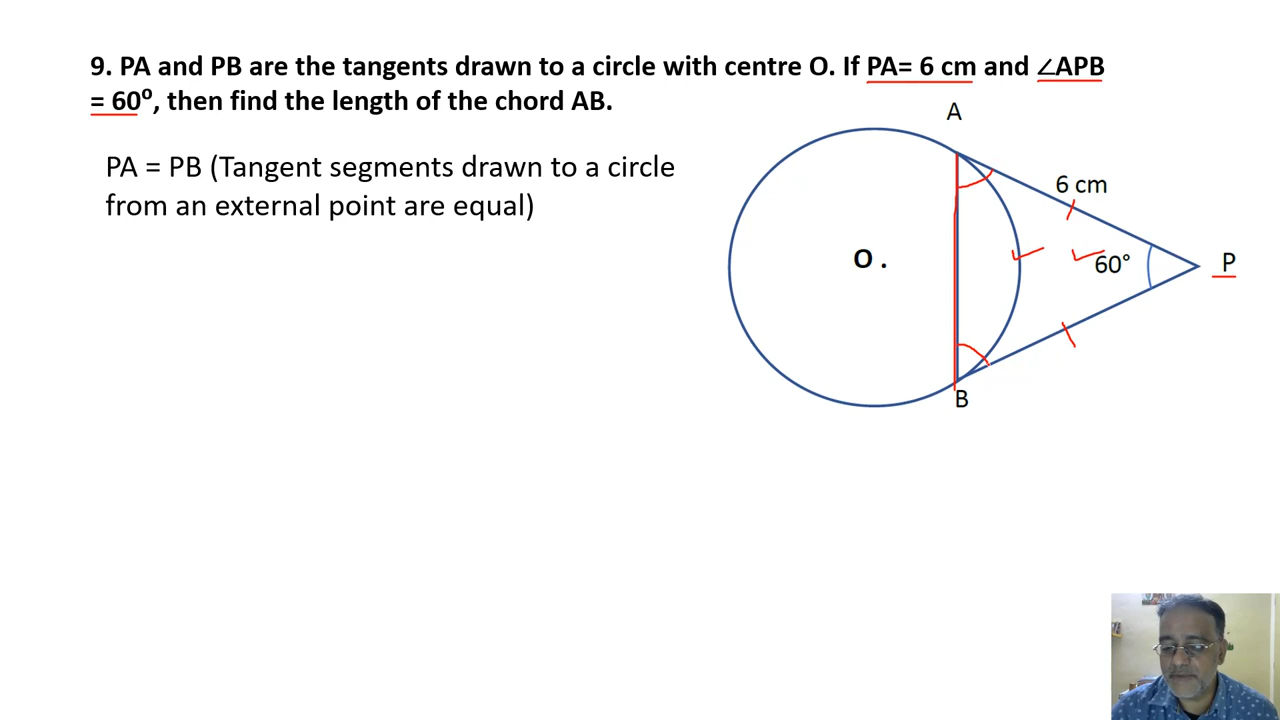 9. PA and PB are the tangents drawn to a circle with centre O. If PA= 6 cm and ∠APB
= 60⁰, then find the length of the chord AB.
A
PA = PB (Tangent segments drawn to a circle
from an external point are equal)
6 cm
O .
60°
P
B